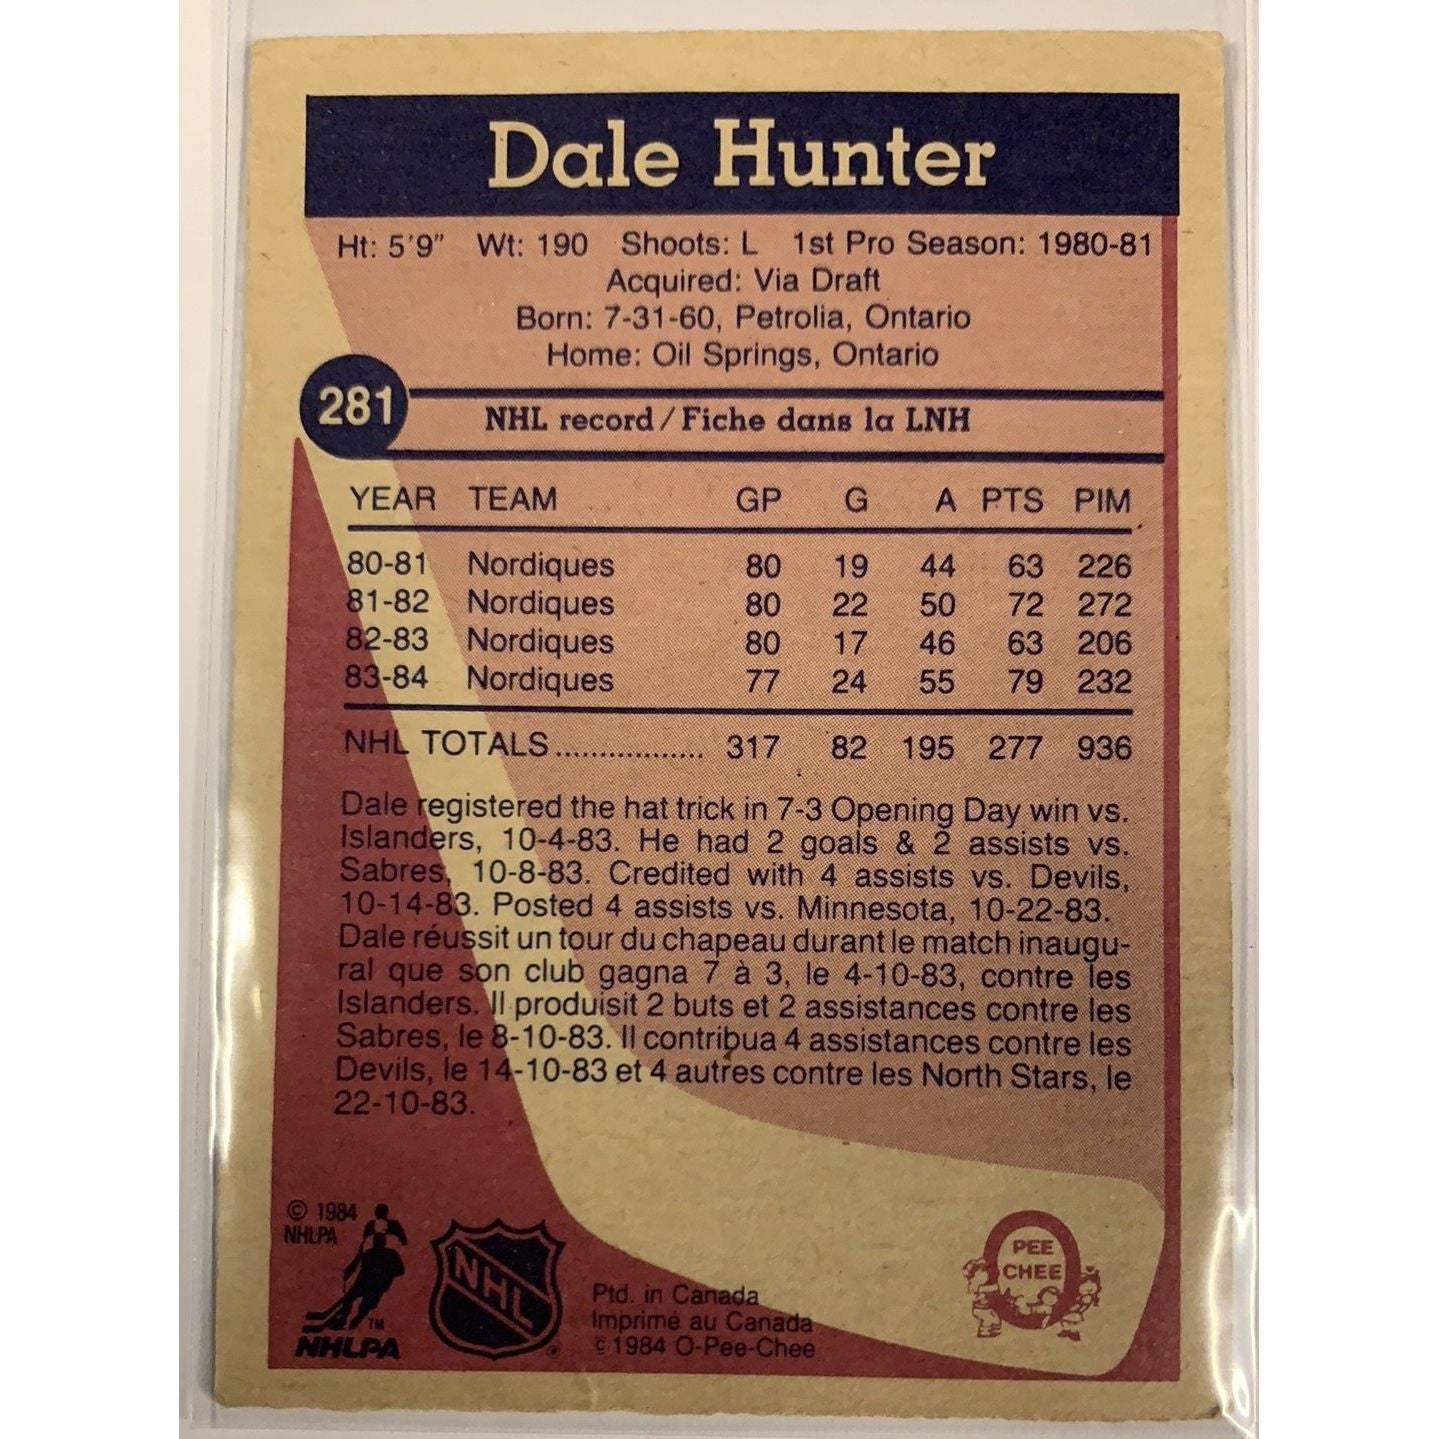 Dale Hunter
Ht: 5'9" Wt: 190 Shoots: L 1st Pro Season: 1980-81
Acquired: Via Draft
Born: 7-31-60, Petrolia, Ontario
Home: Oil Springs, Ontario
281
NHL record/Fiche dans la LNH
YEAR TEAM GP G A PTS PIM
80-81 Nordiques 80 19 44 63 226
81-82 Nordiques 80 22 50 72 272
82-83 Nordiques 80 17 46 63 206
83-84 Nordiques 77 24 55 79 232
NHL TOTALS................ 317 82 195 277 936
Dale registered the hat trick in 7-3 Opening Day win vs.
Islanders, 10-4-83. He had 2 goals & 2 assists vs.
Sabres, 10-8-83. Credited with 4 assists vs. Devils,
10-14-83. Posted 4 assists vs. Minnesota, 10-22-83.
Dale réussit un tour du chapeau durant le match inaugu-
ral que son club gagna 7 à 3, le 4-10-83, contre les
Islanders. Il produisit 2 buts et 2 assistances contre les
Sabres, le 8-10-83. Il contribua 4 assistances contre les
Devils, le 14-10-83 et 4 autres contre les North Stars, le
22-10-83.
© 1984
NHLPA
TM
NHLPA
NHL
®
Ptd. in Canada
Imprimé au Canada
© 1984 O-Pee-Chee
O
PEE
CHEE